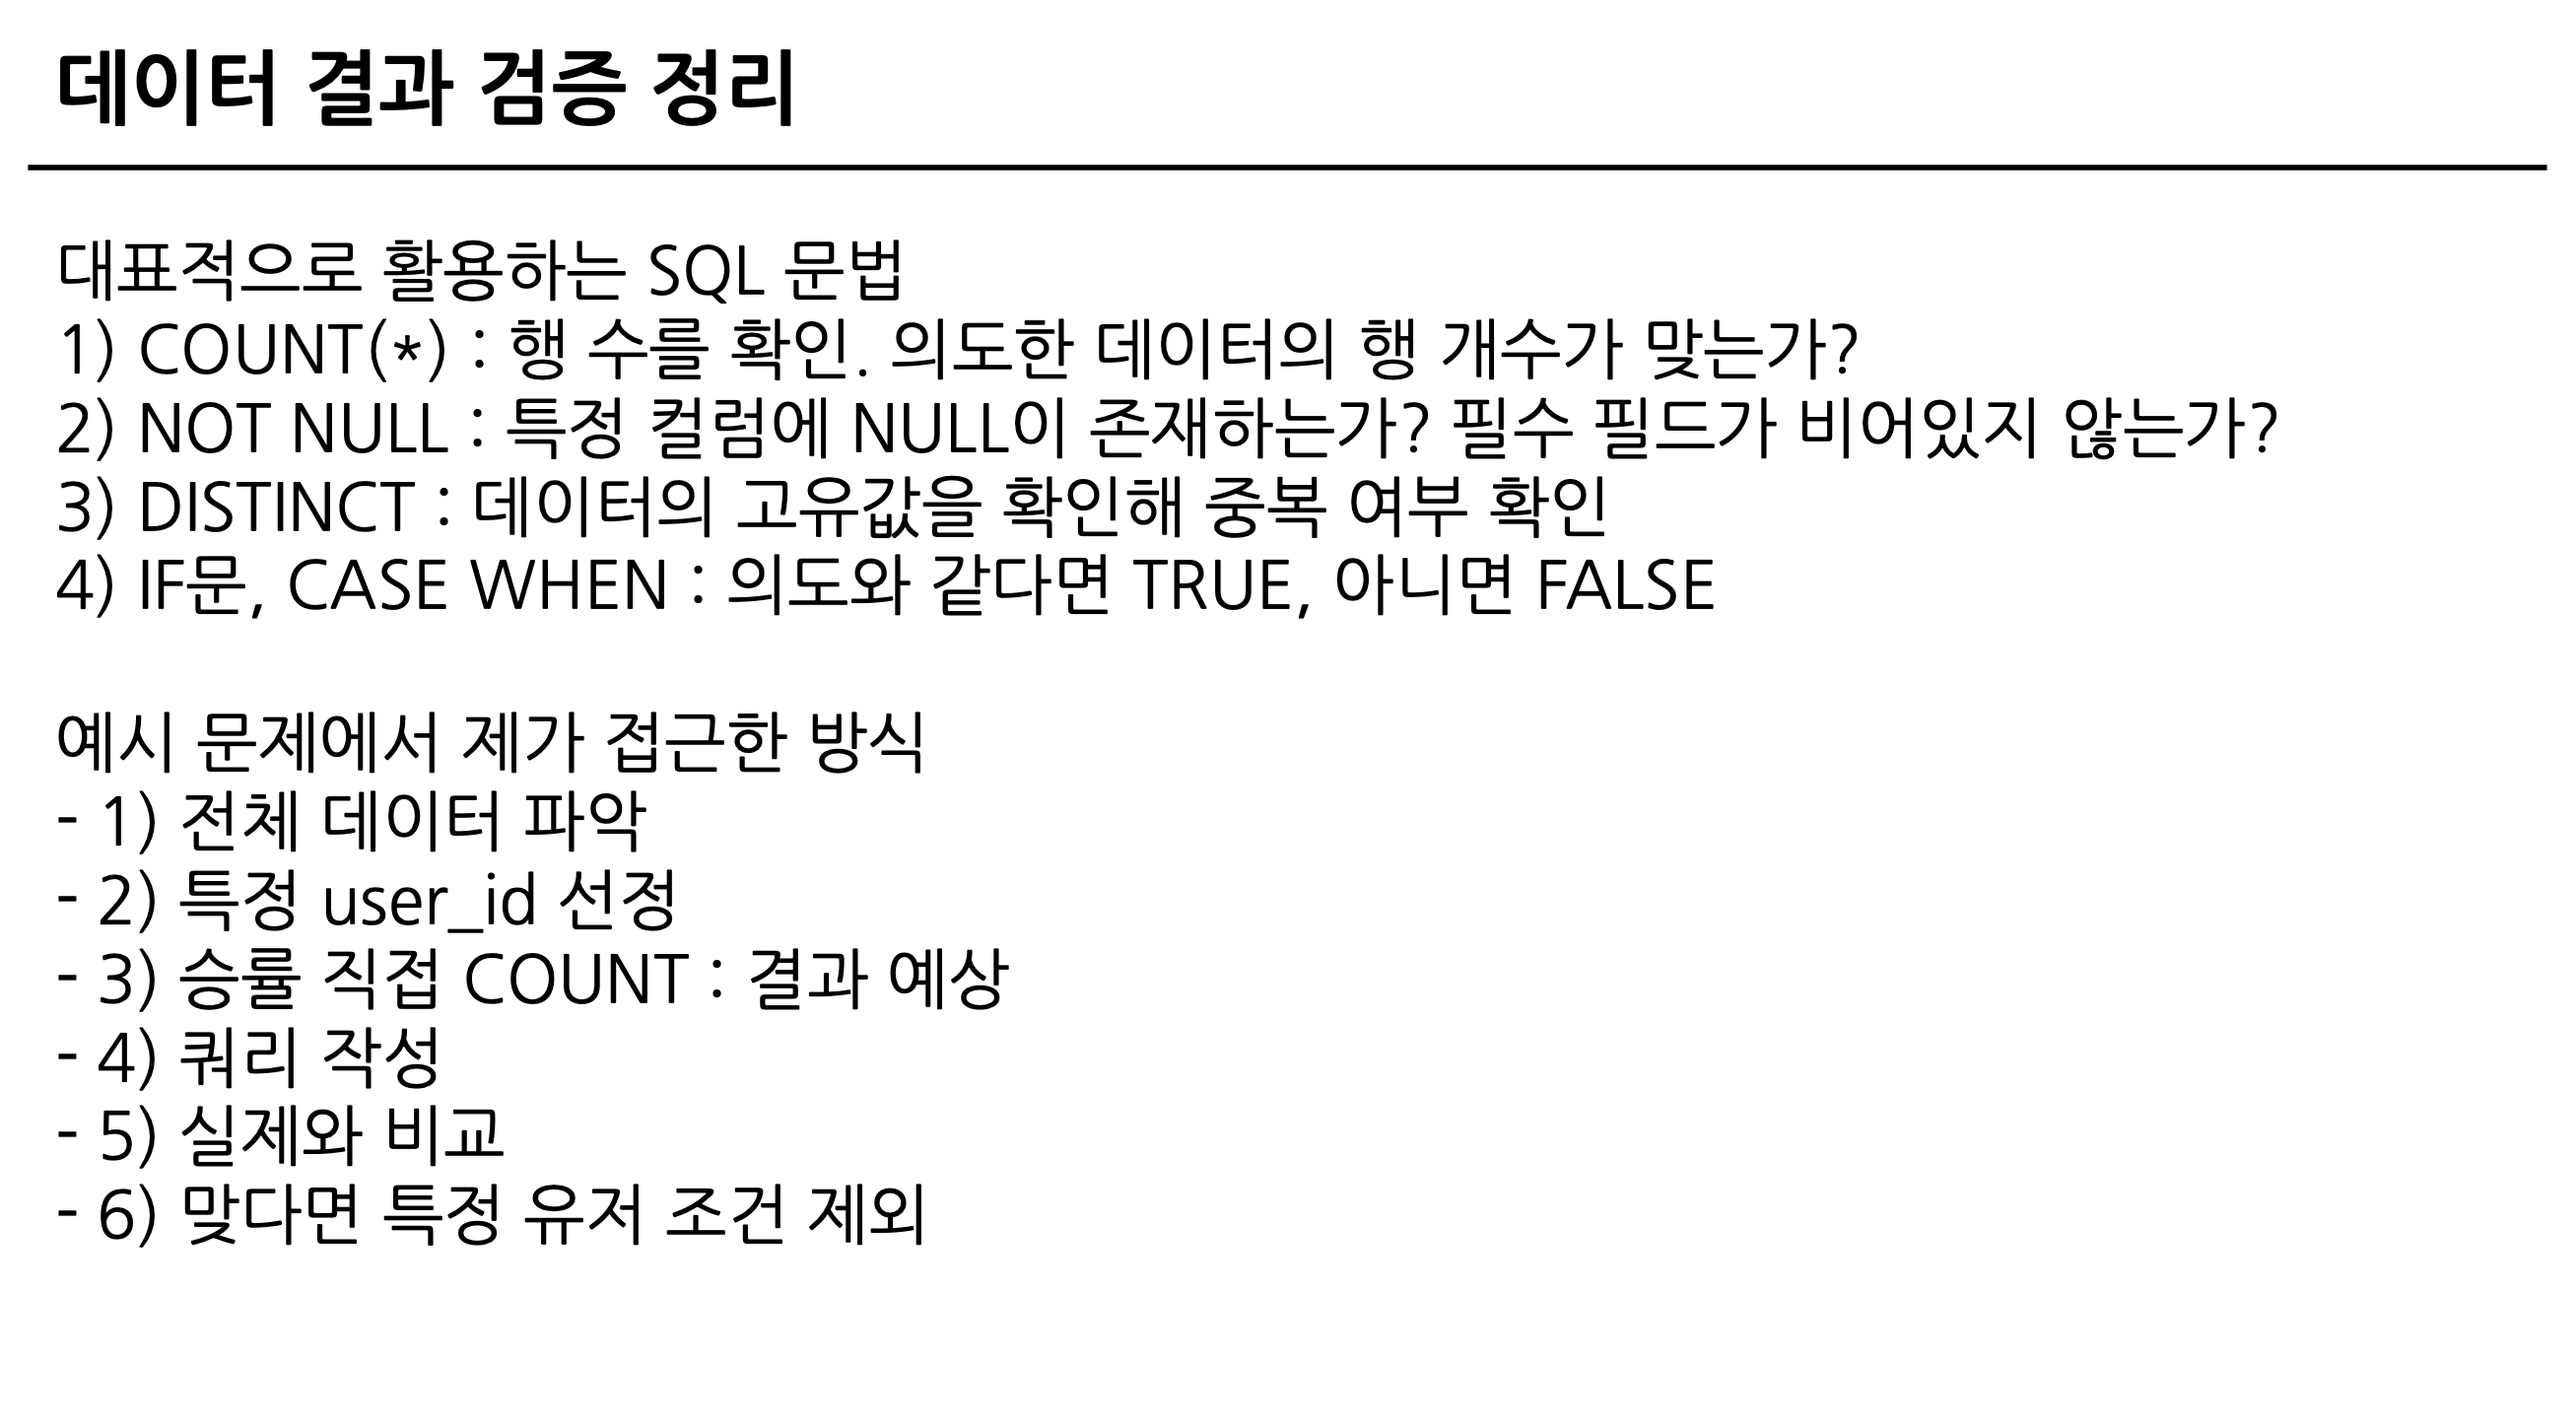 데이터 결과 검증 정리
대표적으로 활용하는 SQL 문법
1) COUNT(*) : 행 수를 확인. 의도한 데이터의 행 개수가 맞는가?
2) NOT NULL : 특정 컬럼에 NULL이 존재하는가? 필수 필드가 비어있지 않는가?
3) DISTINCT : 데이터의 고유값을 확인해 중복 여부 확인
4) IF문, CASE WHEN : 의도와 같다면 TRUE, 아니면 FALSE
예시 문제에서 제가 접근한 방식
- 1) 전체 데이터 파악
- 2) 특정 user_id 선정
- 3) 승률 직접 COUNT : 결과 예상
- 4) 쿼리 작성
- 5) 실제와 비교
- 6) 맞다면 특정 유저 조건 제외